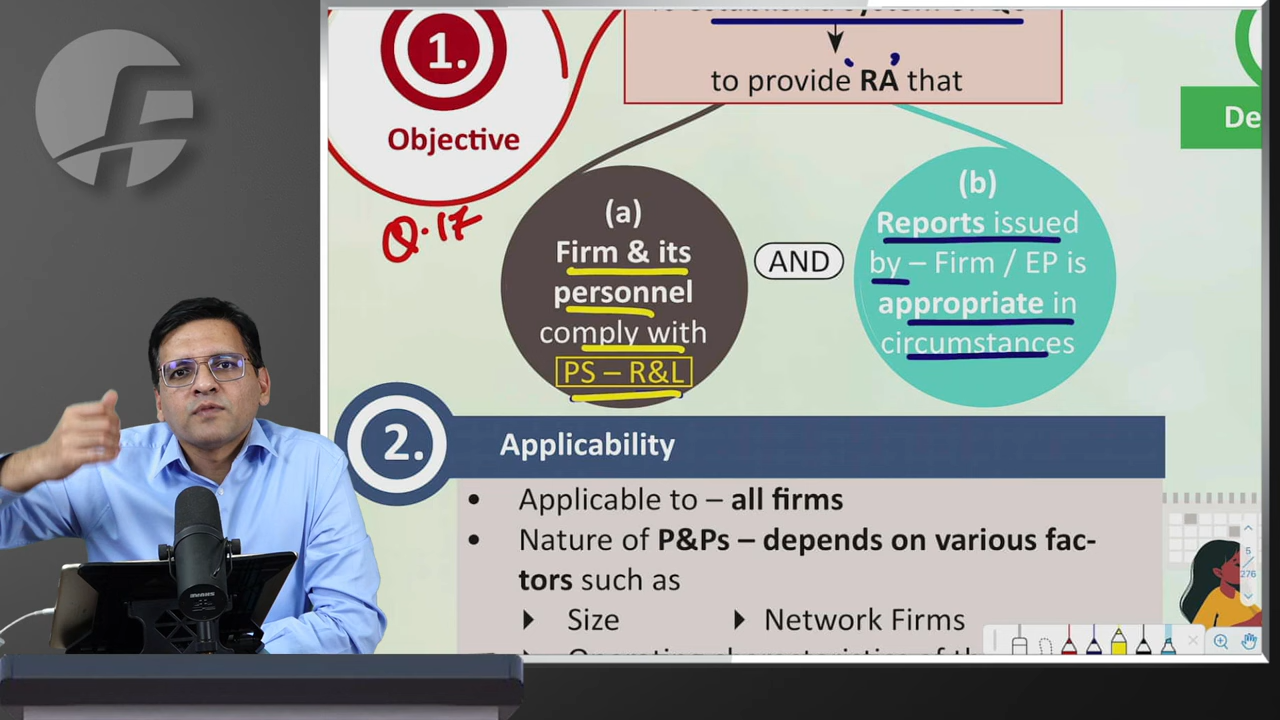 1.
Objective
Q.17
to provide RA that
De
(a)
Firm & its
personnel
comply with
PS – R&L
AND
(b)
Reports issued
by – Firm / EP is
appropriate in
circumstances
2.
Applicability
• Applicable to – all firms
• Nature of P&Ps – depends on various fac-
tors such as
Size
Network Firms
5
276